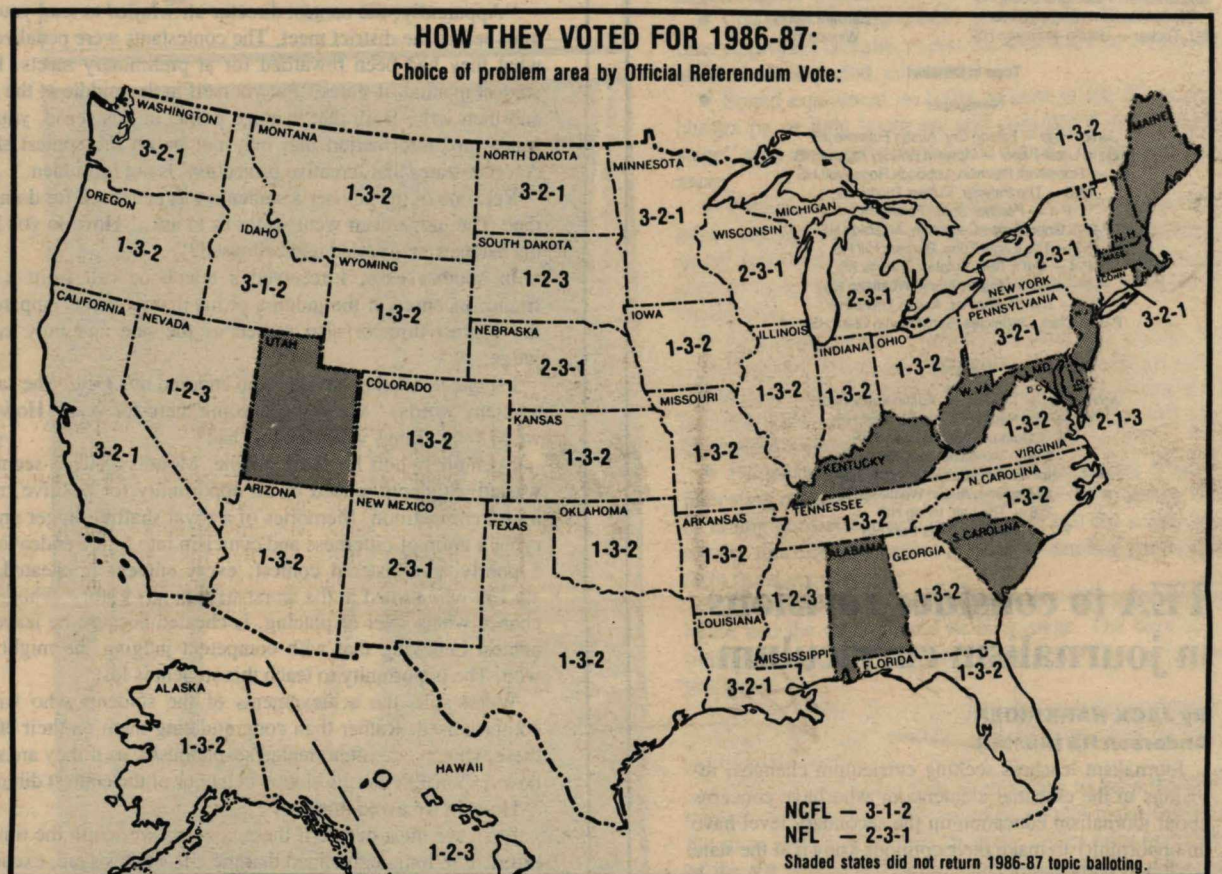 HOW THEY VOTED FOR 1986-87:
Choice of problem area by Official Referendum Vote:
WASHINGTON
3-2-1
OREGON
1-3-2
CALIFORNIA
3-2-1
NEVADA
1-2-3
IDAHO
3-1-2
MONTANA
1-3-2
WYOMING
1-3-2
UTAH
COLORADO
1-3-2
ARIZONA
1-3-2
NEW MEXICO
2-3-1
NORTH DAKOTA
3-2-1
SOUTH DAKOTA
1-2-3
NEBRASKA
2-3-1
KANSAS
1-3-2
OKLAHOMA
1-3-2
TEXAS
1-3-2
MINNESOTA
3-2-1
IOWA
1-3-2
MISSOURI
1-3-2
ARKANSAS
1-3-2
LOUISIANA
3-2-1
WISCONSIN
2-3-1
MICHIGAN
2-3-1
ILLINOIS
1-3-2
INDIANA
1-3-2
OHIO
1-3-2
KENTUCKY
TENNESSEE
1-3-2
MISSISSIPPI
1-2-3
ALABAMA
GEORGIA
1-3-2
FLORIDA
1-3-2
S. CAROLINA
N. CAROLINA
1-3-2
VIRGINIA
1-3-2
W. VA.
MD.
D.C.
2-1-3
PENNSYLVANIA
3-2-1
NEW YORK
2-3-1
VT.
1-3-2
N.H.
MAINE
MASS.
CONN.
3-2-1
ALASKA
1-3-2
HAWAII
1-2-3
NCFL — 3-1-2
NFL — 2-3-1
Shaded states did not return 1986-87 topic balloting.